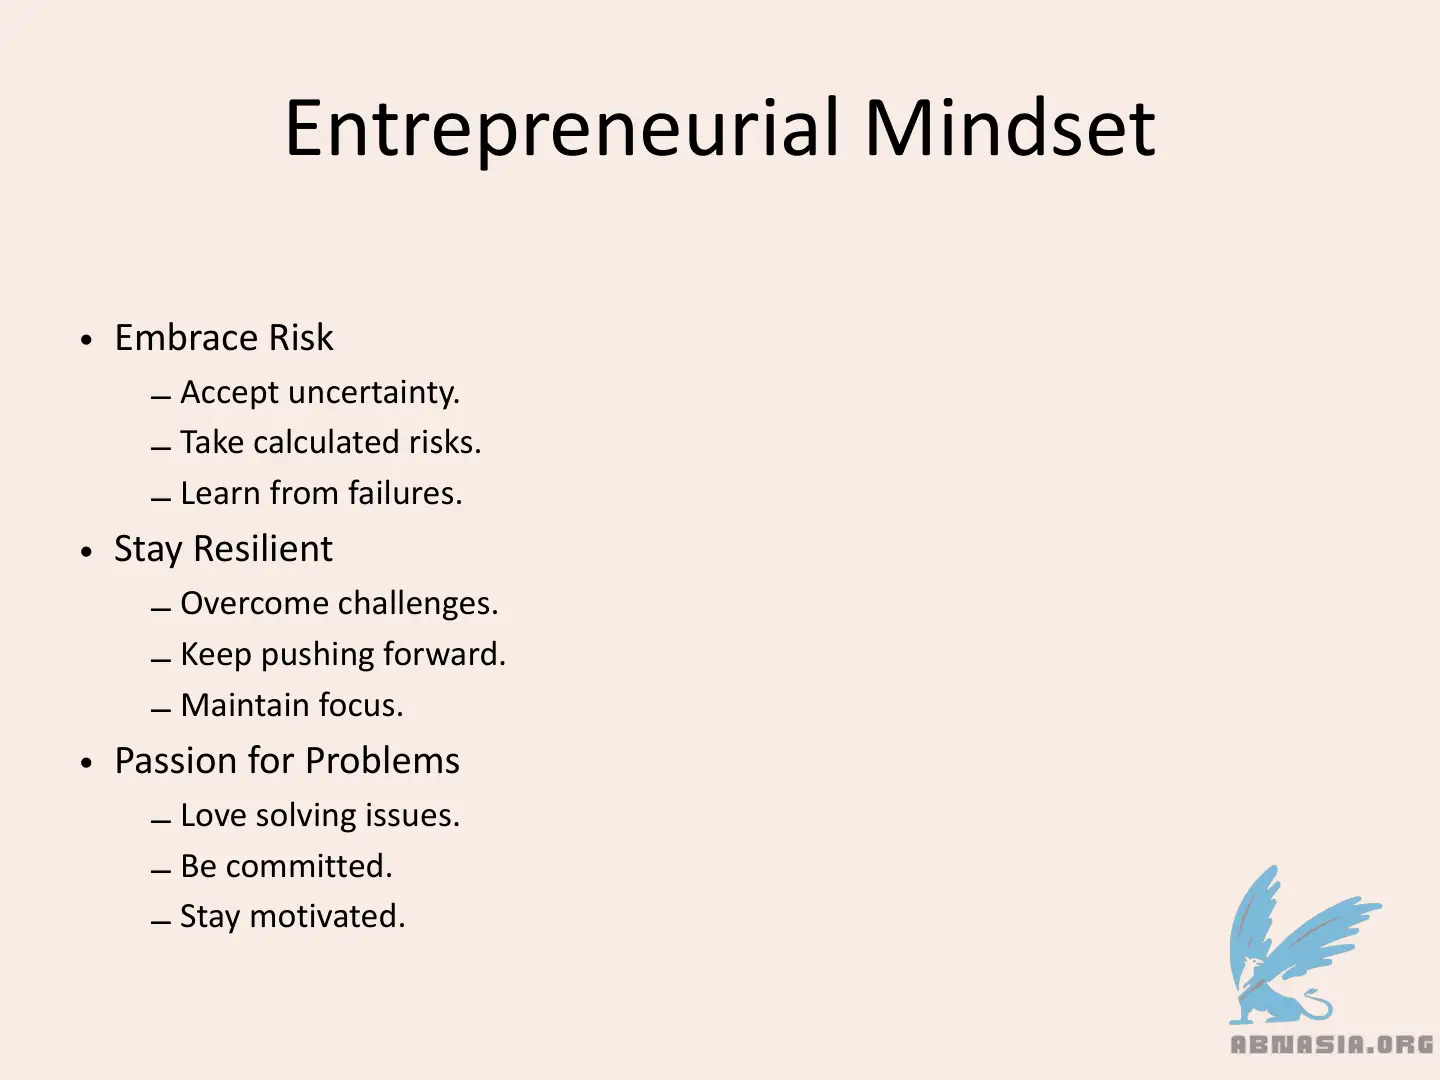 Entrepreneurial Mindset
• Embrace Risk
– Accept uncertainty.
– Take calculated risks.
– Learn from failures.
• Stay Resilient
– Overcome challenges.
– Keep pushing forward.
– Maintain focus.
• Passion for Problems
– Love solving issues.
– Be committed.
– Stay motivated.
ABNASIA.ORG